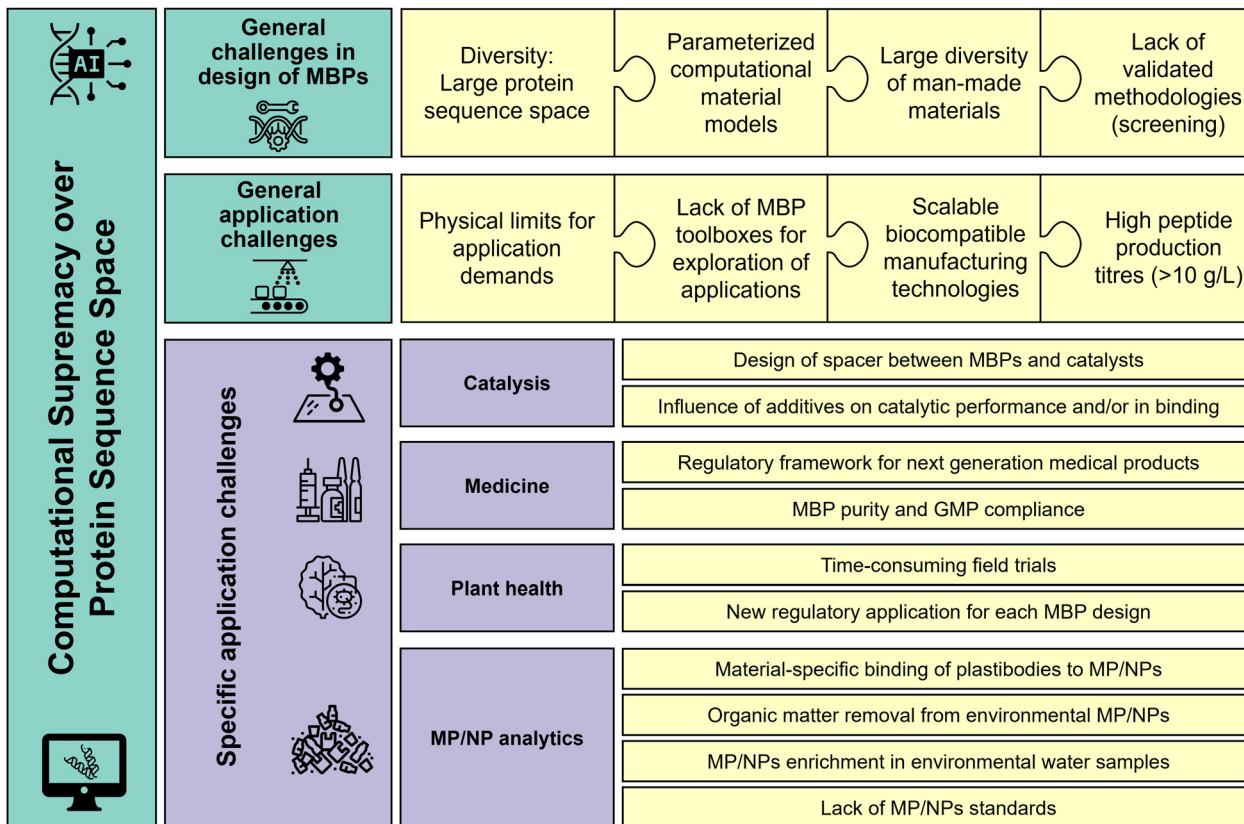 AI
Computational Supremacy over
Protein Sequence Space
General
challenges in
design of MBPs
Diversity:
Large protein
sequence space
Parameterized
computational
material
models
Large diversity
of man-made
materials
Lack of
validated
methodologies
(screening)
General
application
challenges
Physical limits for
application
demands
Lack of MBP
toolboxes for
exploration of
applications
Scalable
biocompatible
manufacturing
technologies
High peptide
production
titres (>10 g/L)
Specific application challenges
Catalysis
Design of spacer between MBPs and catalysts
Influence of additives on catalytic performance and/or in binding
Medicine
Regulatory framework for next generation medical products
MBP purity and GMP compliance
Plant health
Time-consuming field trials
New regulatory application for each MBP design
MP/NP analytics
Material-specific binding of plastibodies to MP/NPs
Organic matter removal from environmental MP/NPs
MP/NPs enrichment in environmental water samples
Lack of MP/NPs standards